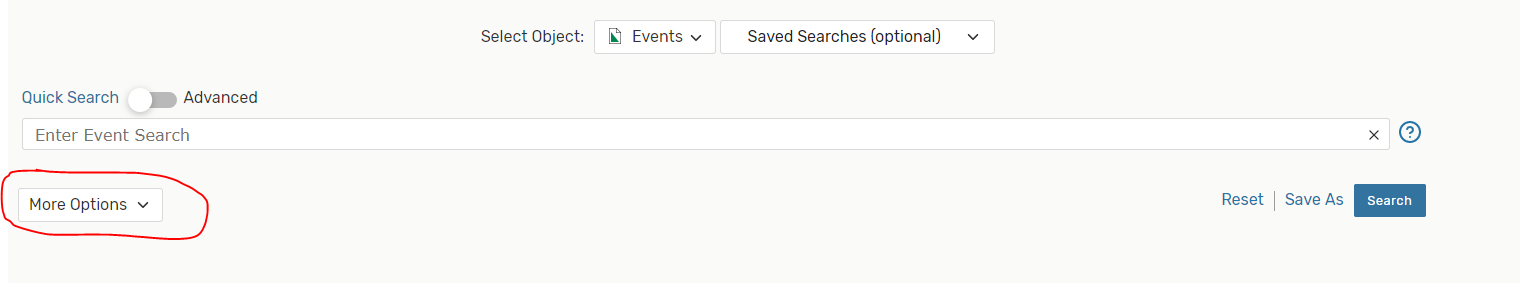 Select Object: Events Saved Searches (optional)
Quick Search Advanced
Enter Event Search
More Options Reset Save As Search